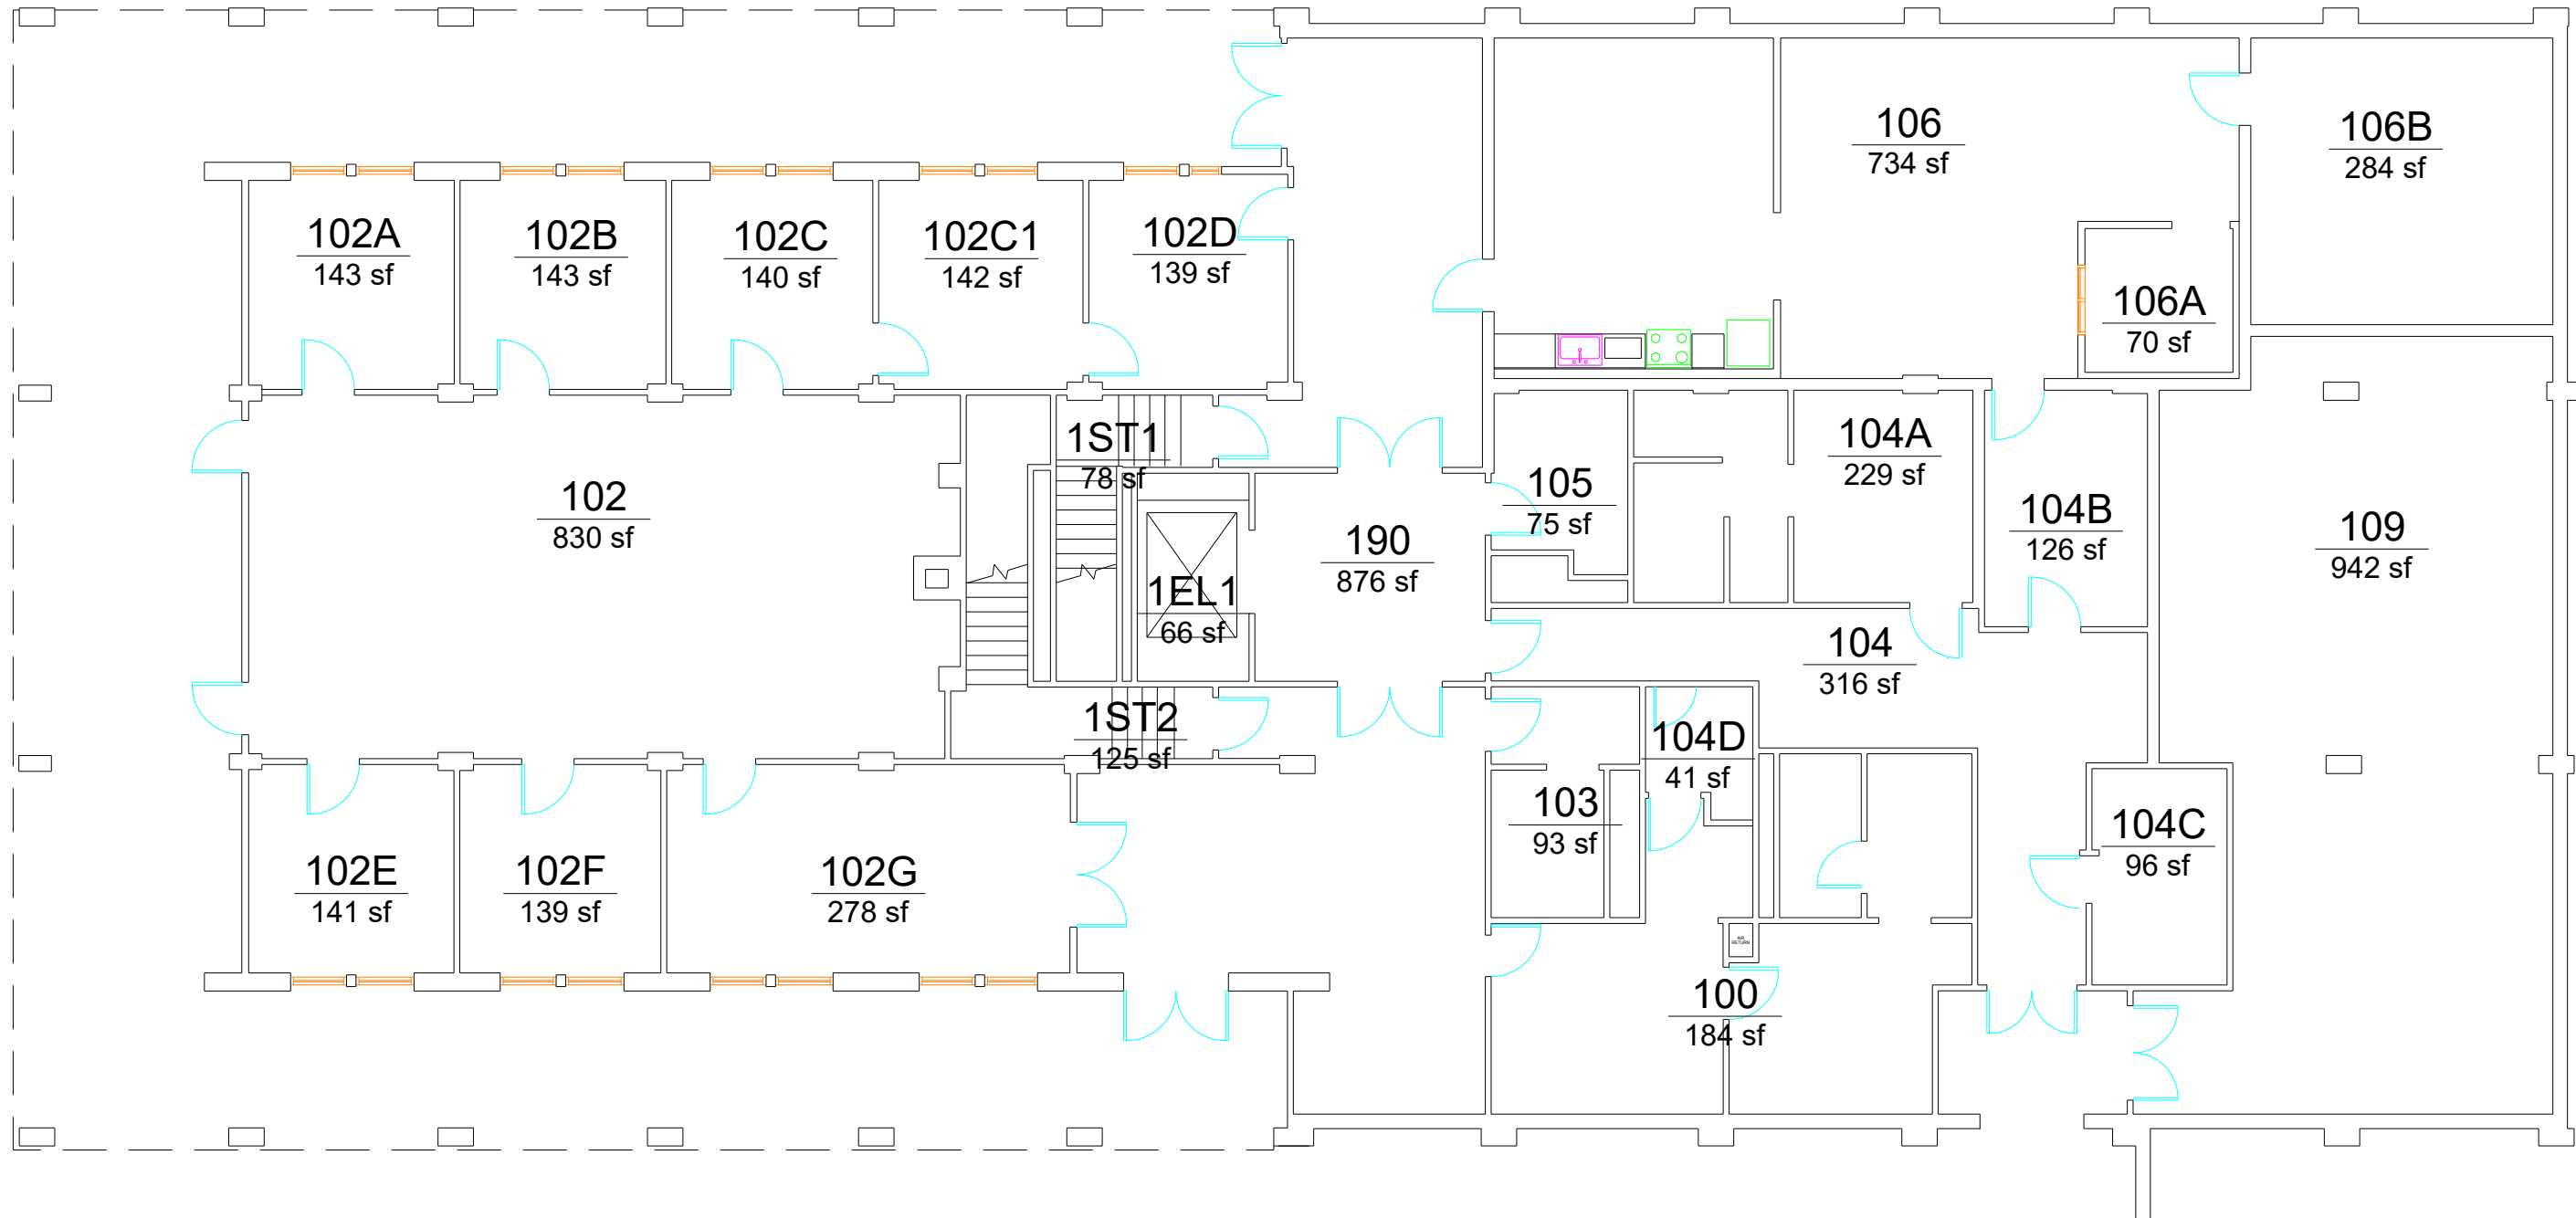 106
734 sf
106B
284 sf
102A
143 sf
102B
143 sf
102C
140 sf
102C1
142 sf
102D
139 sf
106A
70 sf
1ST1
78 sf
104A
229 sf
102
830 sf
105
75 sf
190
876 sf
104B
126 sf
109
942 sf
1EL1
66 sf
104
316 sf
1ST2
125 sf
104D
41 sf
103
93 sf
104C
96 sf
102E
141 sf
102F
139 sf
102G
278 sf
AIR
RETURN
100
184 sf